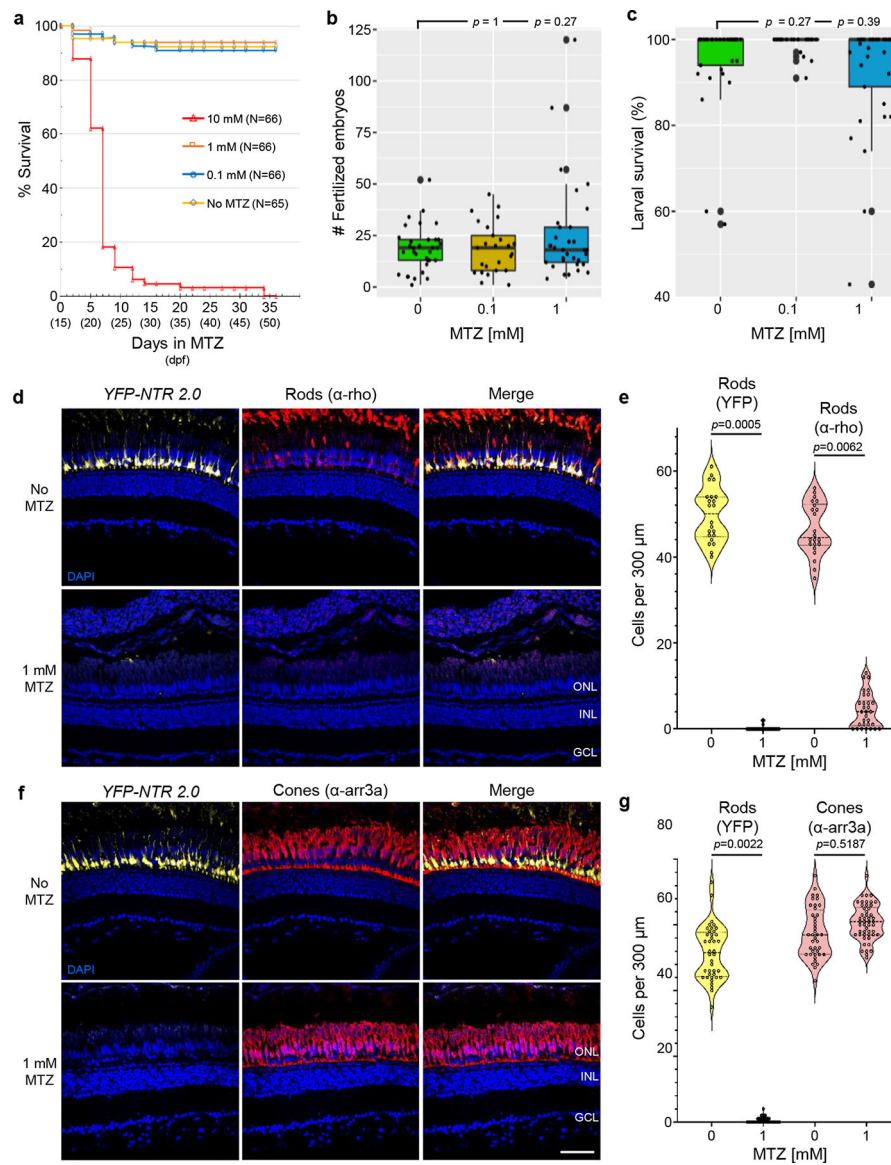 a
100
80
60
40
20
0
% Survival
10 mM (N=66)
1 mM (N=66)
0.1 mM (N=66)
No MTZ (N=65)
0 5 10 15 20 25 30 35
(15) (20) (25) (30) (35) (40) (45) (50)
Days in MTZ
(dpf)
b
p = 1 p = 0.27
125
100
75
50
25
0
# Fertilized embryos
0 0.1 1
MTZ [mM]
c
p = 0.27 p = 0.39
100
80
60
40
Larval survival (%)
0 0.1 1
MTZ [mM]
d
YFP-NTR 2.0 Rods (α-rho) Merge
No
MTZ
DAPI
1 mM
MTZ
ONL
INL
GCL
e
Rods
(YFP)
p=0.0005
Rods
(α-rho)
p=0.0062
60
40
20
0
Cells per 300 μm
0 1 0 1
MTZ [mM]
f
YFP-NTR 2.0 Cones (α-arr3a) Merge
No
MTZ
DAPI
1 mM
MTZ
ONL
INL
GCL
g
Rods
(YFP)
p=0.0022
Cones
(α-arr3a)
p=0.5187
80
60
40
20
0
Cells per 300 μm
0 1 0 1
MTZ [mM]